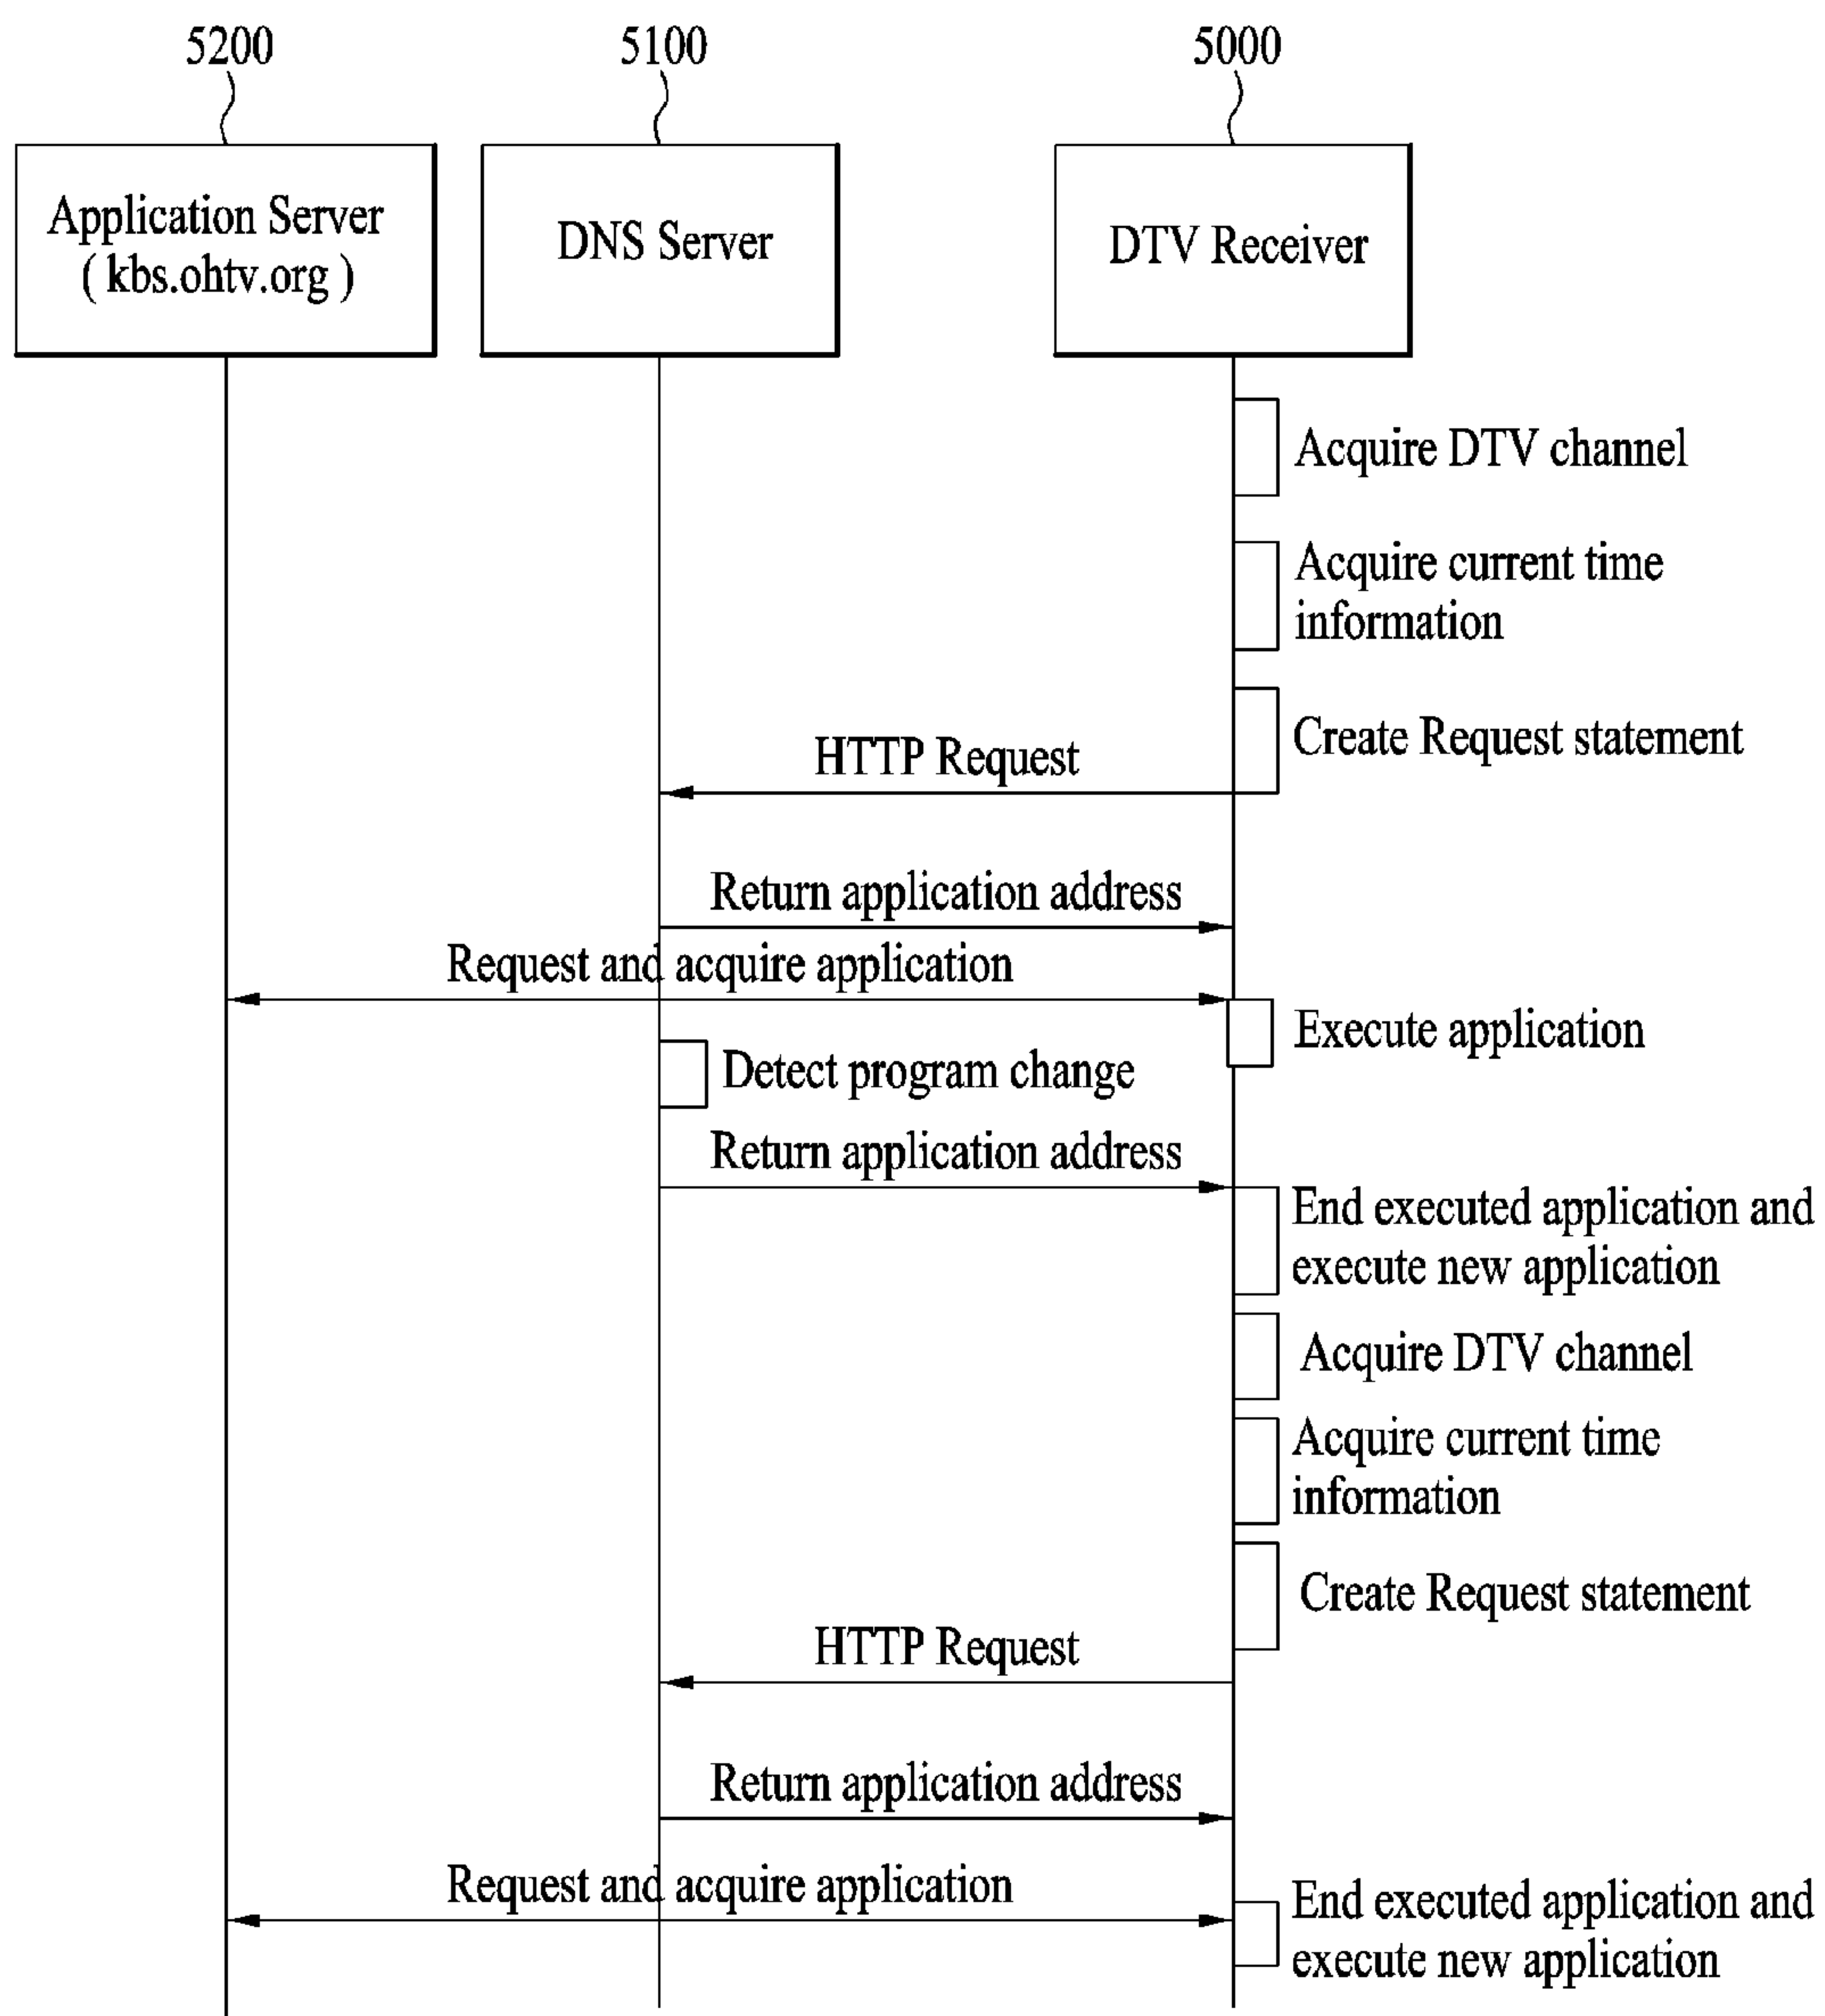 5200
5100
5000
Application Server
( kbs.ohtv.org )
DNS Server
DTV Receiver
Acquire DTV channel
Acquire current time
information
Create Request statement
HTTP Request
Return application address
Request and acquire application
Execute application
Detect program change
Return application address
End executed application and
execute new application
Acquire DTV channel
Acquire current time
information
Create Request statement
HTTP Request
Return application address
Request and acquire application
End executed application and
execute new application